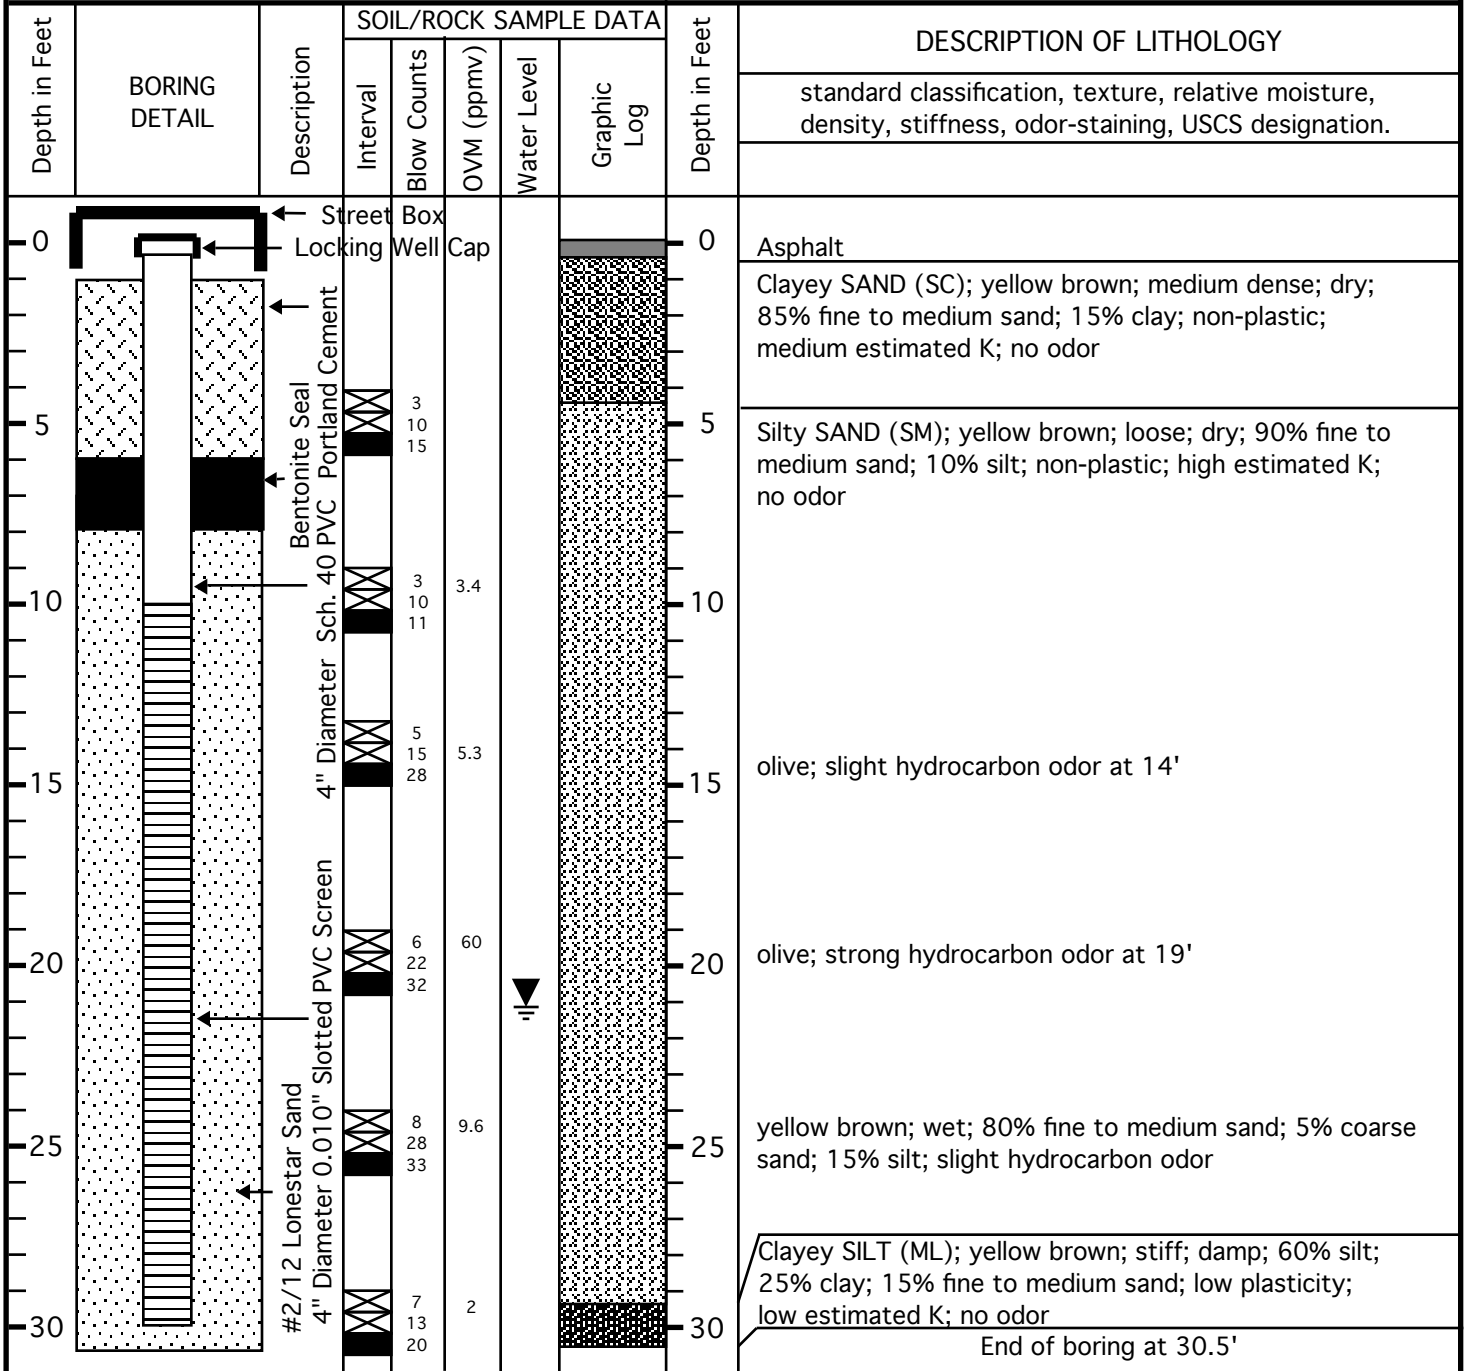 SOIL/ROCK SAMPLE DATA
Depth in Feet
BORING
DETAIL
Description
Interval
Blow Counts
OVM (ppmv)
Water Level
Graphic
Log
Depth in Feet
DESCRIPTION OF LITHOLOGY
standard classification, texture, relative moisture,
density, stiffness, odor-staining, USCS designation.
Street Box
Locking Well Cap
Portland Cement
Bentonite Seal
4" Diameter Sch. 40 PVC
4" Diameter 0.010" Slotted PVC Screen
#2/12 Lonestar Sand
0
5
10
15
20
25
30
3
10
15
3
10
11
3.4
5
15
28
5.3
6
22
32
60
8
28
33
9.6
7
13
20
2
0
5
10
15
20
25
30
Asphalt
Clayey SAND (SC); yellow brown; medium dense; dry;
85% fine to medium sand; 15% clay; non-plastic;
medium estimated K; no odor
Silty SAND (SM); yellow brown; loose; dry; 90% fine to
medium sand; 10% silt; non-plastic; high estimated K;
no odor
olive; slight hydrocarbon odor at 14'
olive; strong hydrocarbon odor at 19'
yellow brown; wet; 80% fine to medium sand; 5% coarse
sand; 15% silt; slight hydrocarbon odor
Clayey SILT (ML); yellow brown; stiff; damp; 60% silt;
25% clay; 15% fine to medium sand; low plasticity;
low estimated K; no odor
End of boring at 30.5'